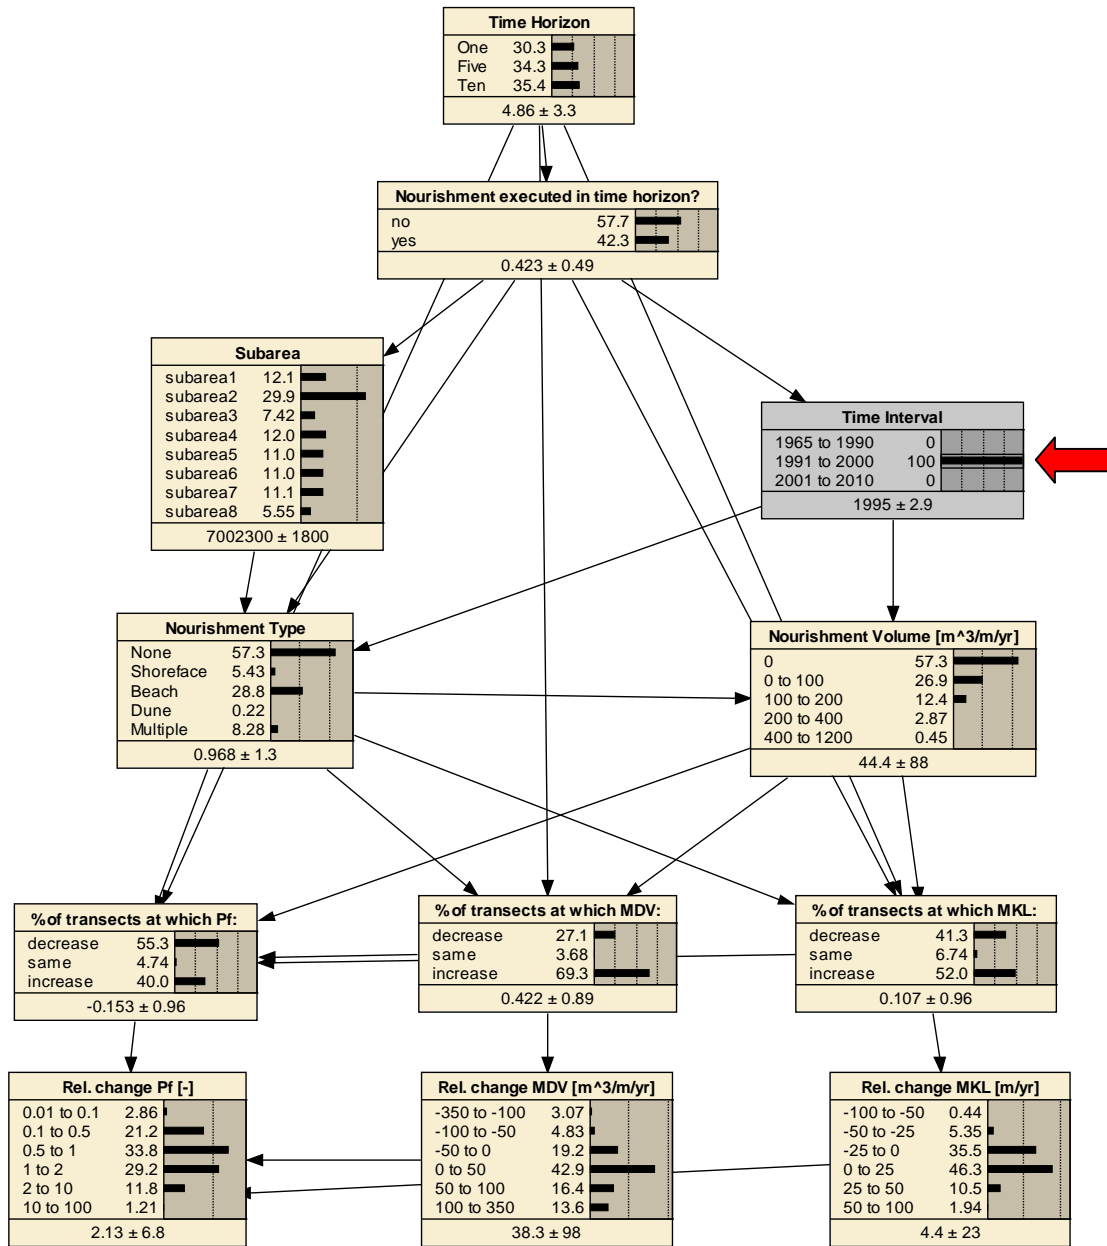 Time Horizon
One 30.3
Five 34.3
Ten 35.4
4.86 ± 3.3
Nourishment executed in time horizon?
no 57.7
yes 42.3
0.423 ± 0.49
Subarea
subarea1 12.1
subarea2 29.9
subarea3 7.42
subarea4 12.0
subarea5 11.0
subarea6 11.0
subarea7 11.1
subarea8 5.55
7002300 ± 1800
Time Interval
1965 to 1990 0
1991 to 2000 100
2001 to 2010 0
1995 ± 2.9
Nourishment Type
None 57.3
Shoreface 5.43
Beach 28.8
Dune 0.22
Multiple 8.28
0.968 ± 1.3
Nourishment Volume [m^3/m/yr]
0 57.3
0 to 100 26.9
100 to 200 12.4
200 to 400 2.87
400 to 1200 0.45
44.4 ± 88
% of transects at which Pf:
decrease 55.3
same 4.74
increase 40.0
-0.153 ± 0.96
% of transects at which MDV:
decrease 27.1
same 3.68
increase 69.3
0.422 ± 0.89
% of transects at which MKL:
decrease 41.3
same 6.74
increase 52.0
0.107 ± 0.96
Rel. change Pf [-]
0.01 to 0.1 2.86
0.1 to 0.5 21.2
0.5 to 1 33.8
1 to 2 29.2
2 to 10 11.8
10 to 100 1.21
2.13 ± 6.8
Rel. change MDV [m^3/m/yr]
-350 to -100 3.07
-100 to -50 4.83
-50 to 0 19.2
0 to 50 42.9
50 to 100 16.4
100 to 350 13.6
38.3 ± 98
Rel. change MKL [m/yr]
-100 to -50 0.44
-50 to -25 5.35
-25 to 0 35.5
0 to 25 46.3
25 to 50 10.5
50 to 100 1.94
4.4 ± 23